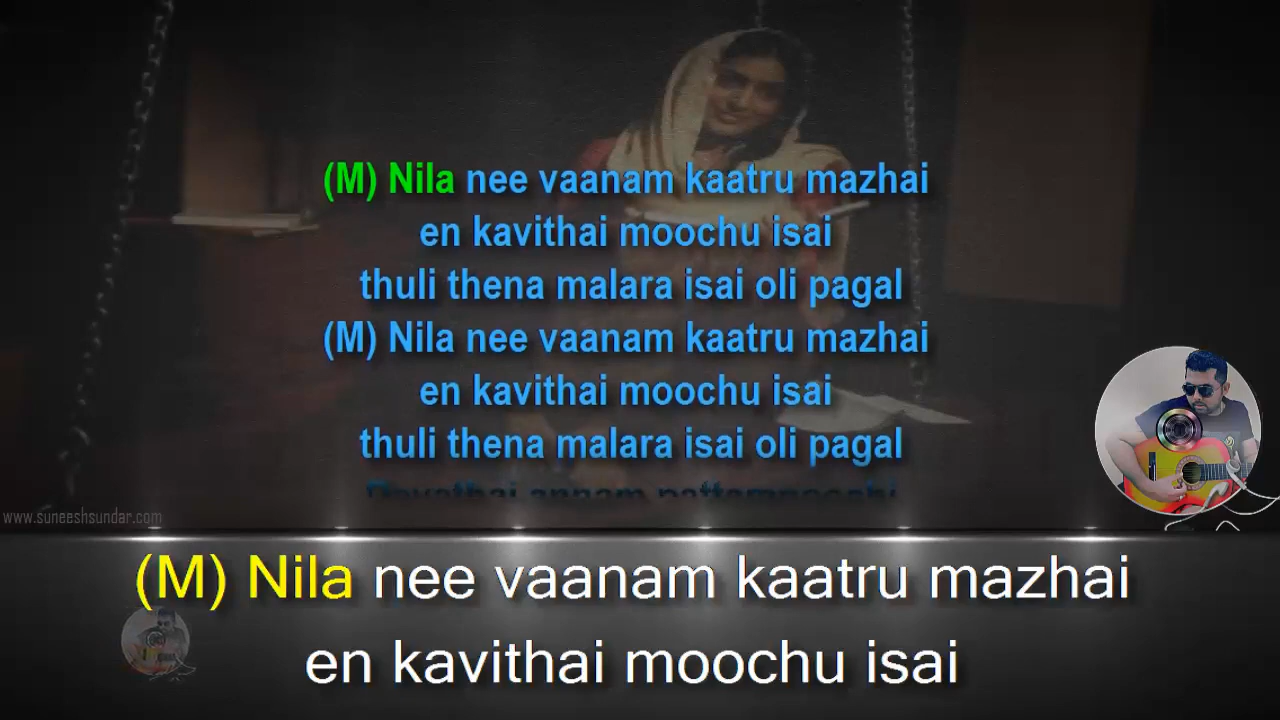 (M) Nila nee vaanam kaatru mazhai
en kavithai moochu isai
thuli thena malara isai oli pagal
(M) Nila nee vaanam kaatru mazhai
en kavithai moochu isai
thuli thena malara isai oli pagal
www.suneeshsundar.com
(M) Nila nee vaanam kaatru mazhai
en kavithai moochu isai